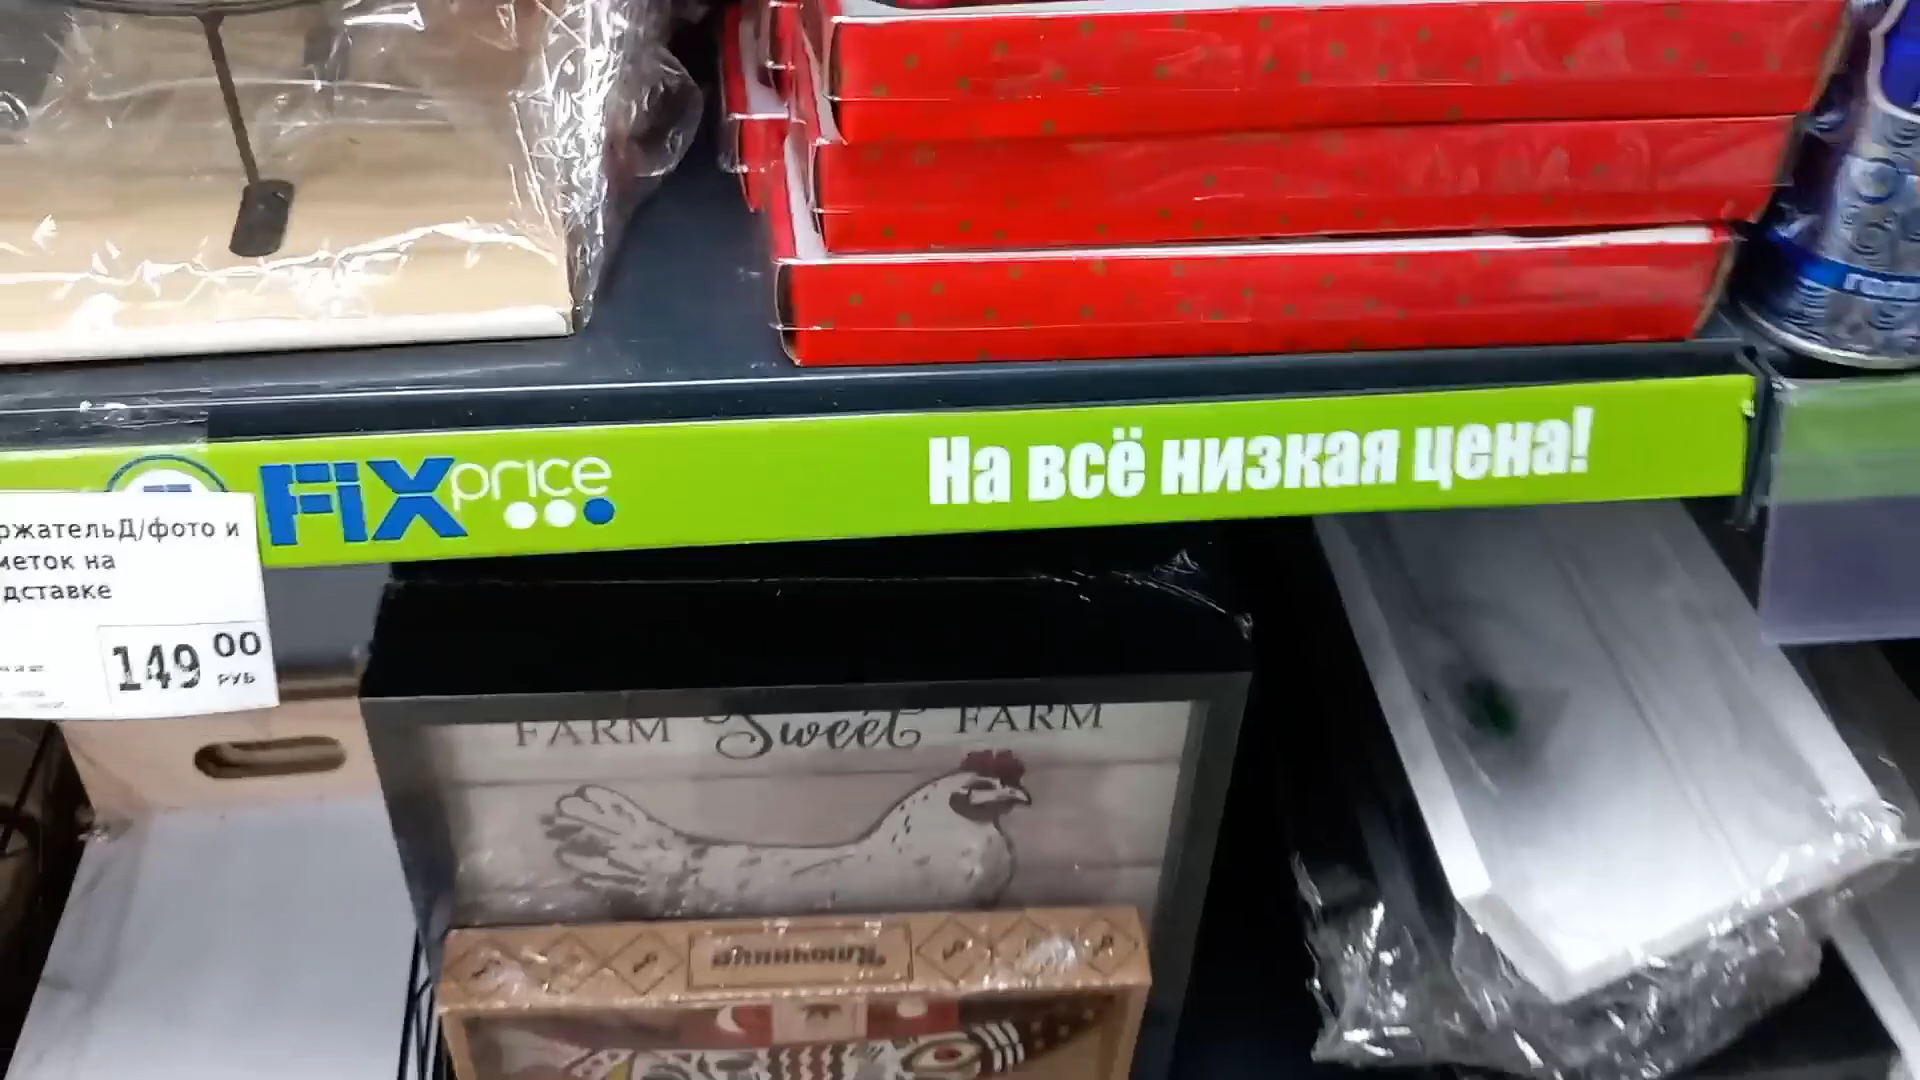 FiX price
На всё низкая цена!
ржательД/фото и
меток на
дставке
149 00
РУБ
FARM Sweet FARM